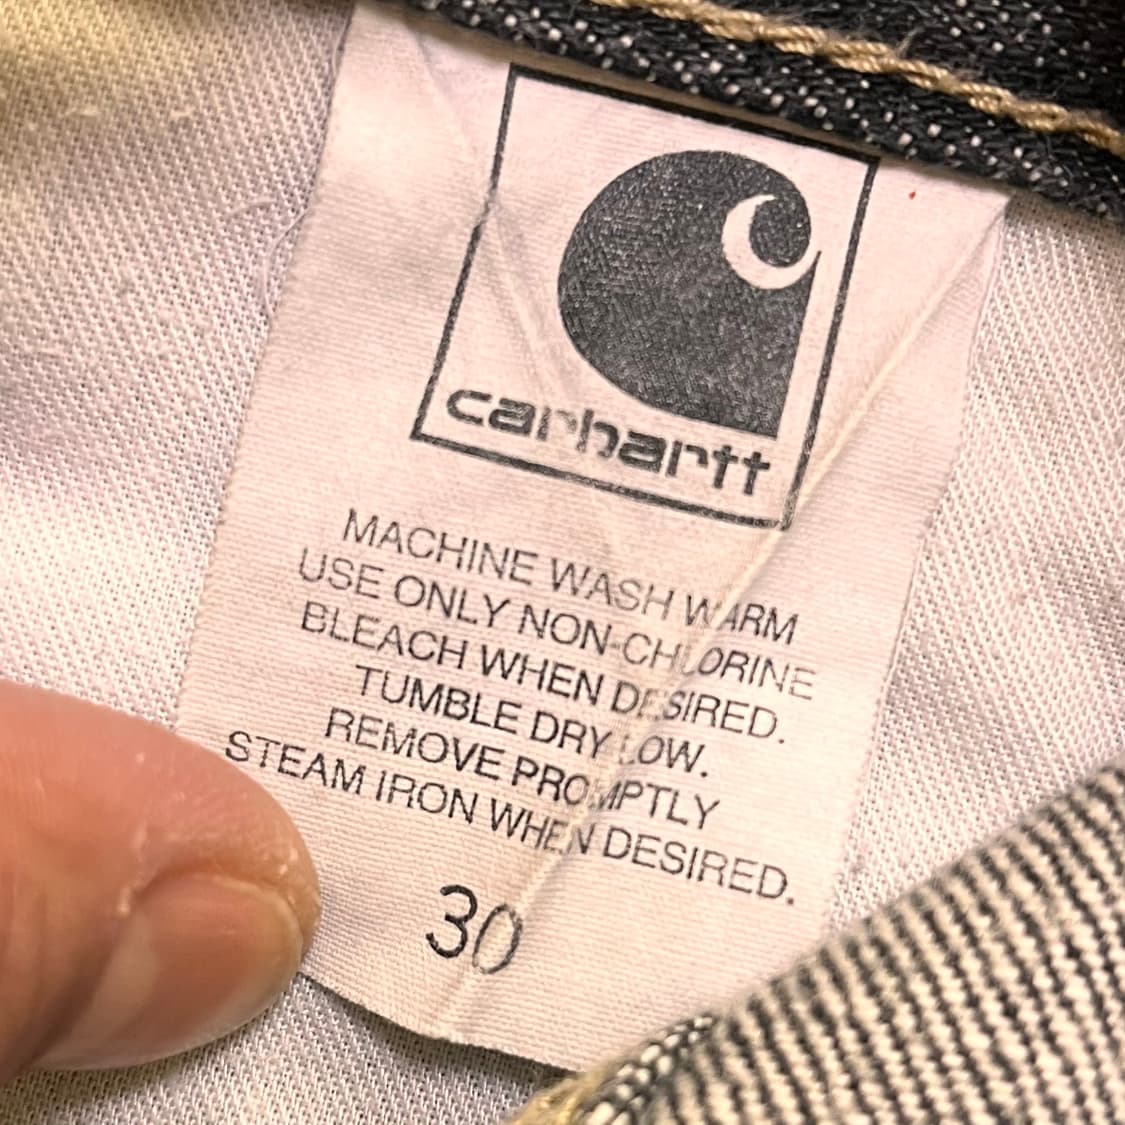 carhartt
MACHINE WASH WARM
USE ONLY NON-CHLORINE
BLEACH WHEN DESIRED.
TUMBLE DRY LOW.
REMOVE PROMPTLY
STEAM IRON WHEN DESIRED.
30